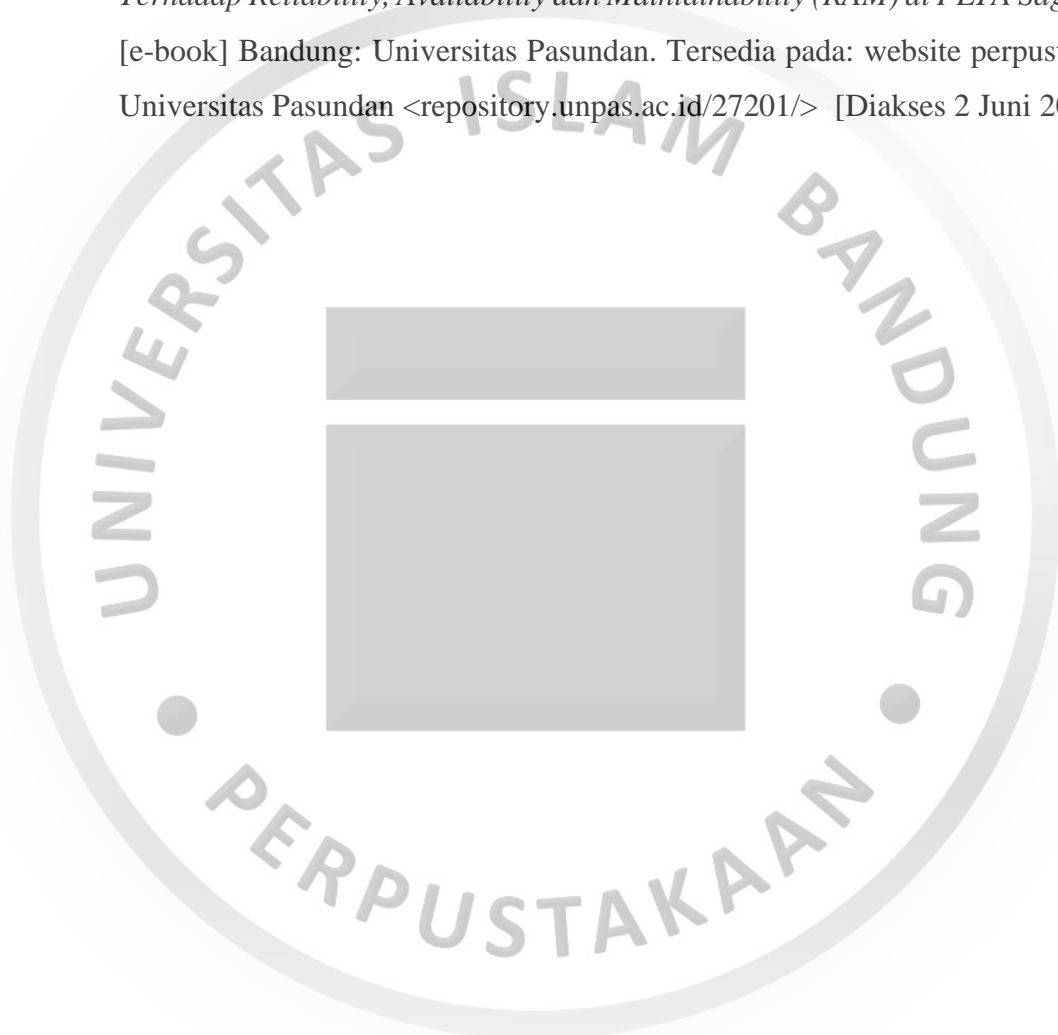 Terhadap Reliability, Availability dan Maintainability (RAM) di PLTA Sag
[e-book] Bandung: Universitas Pasundan. Tersedia pada: website perpust
Universitas Pasundan <repository.unpas.ac.id/27201/> [Diakses 2 Juni 20
UNIVERSITAS ISLAM BANDUNG
PERPUSTAKAAN